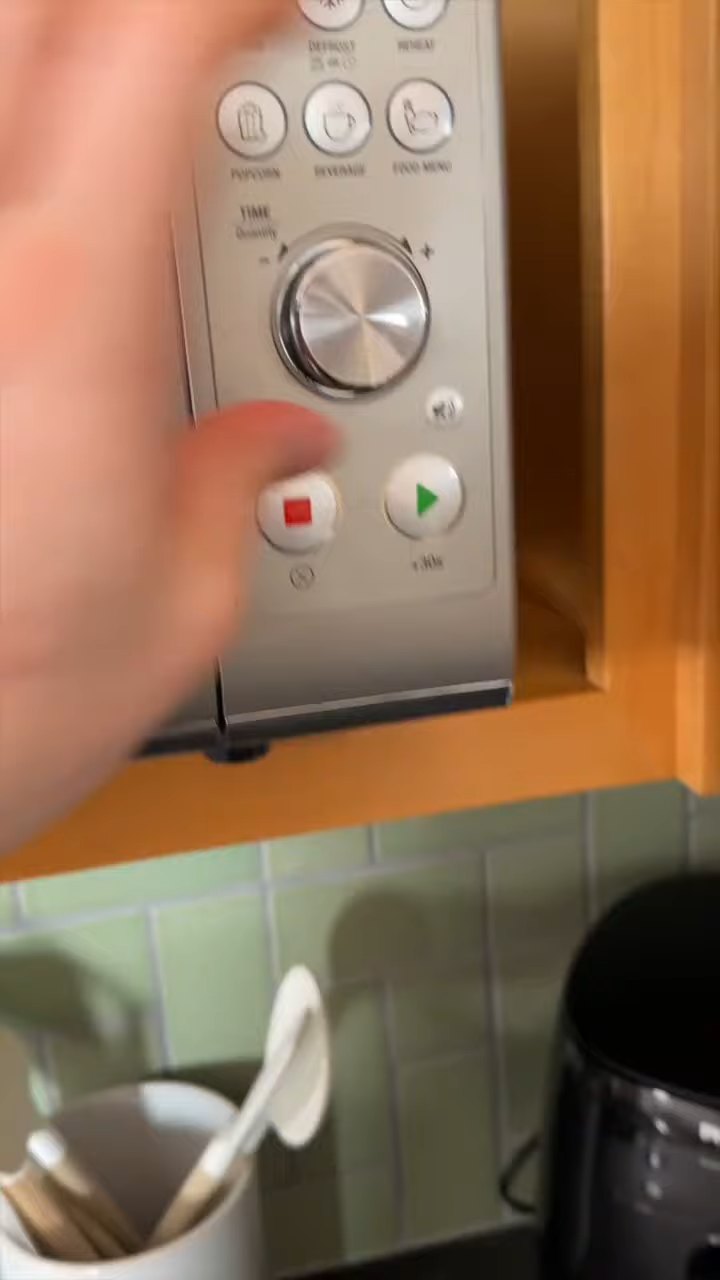 DEFROST
REHEAT
POPCORN
BEVERAGE
FOOD MENU
TIME
Quantity
- +
+30s